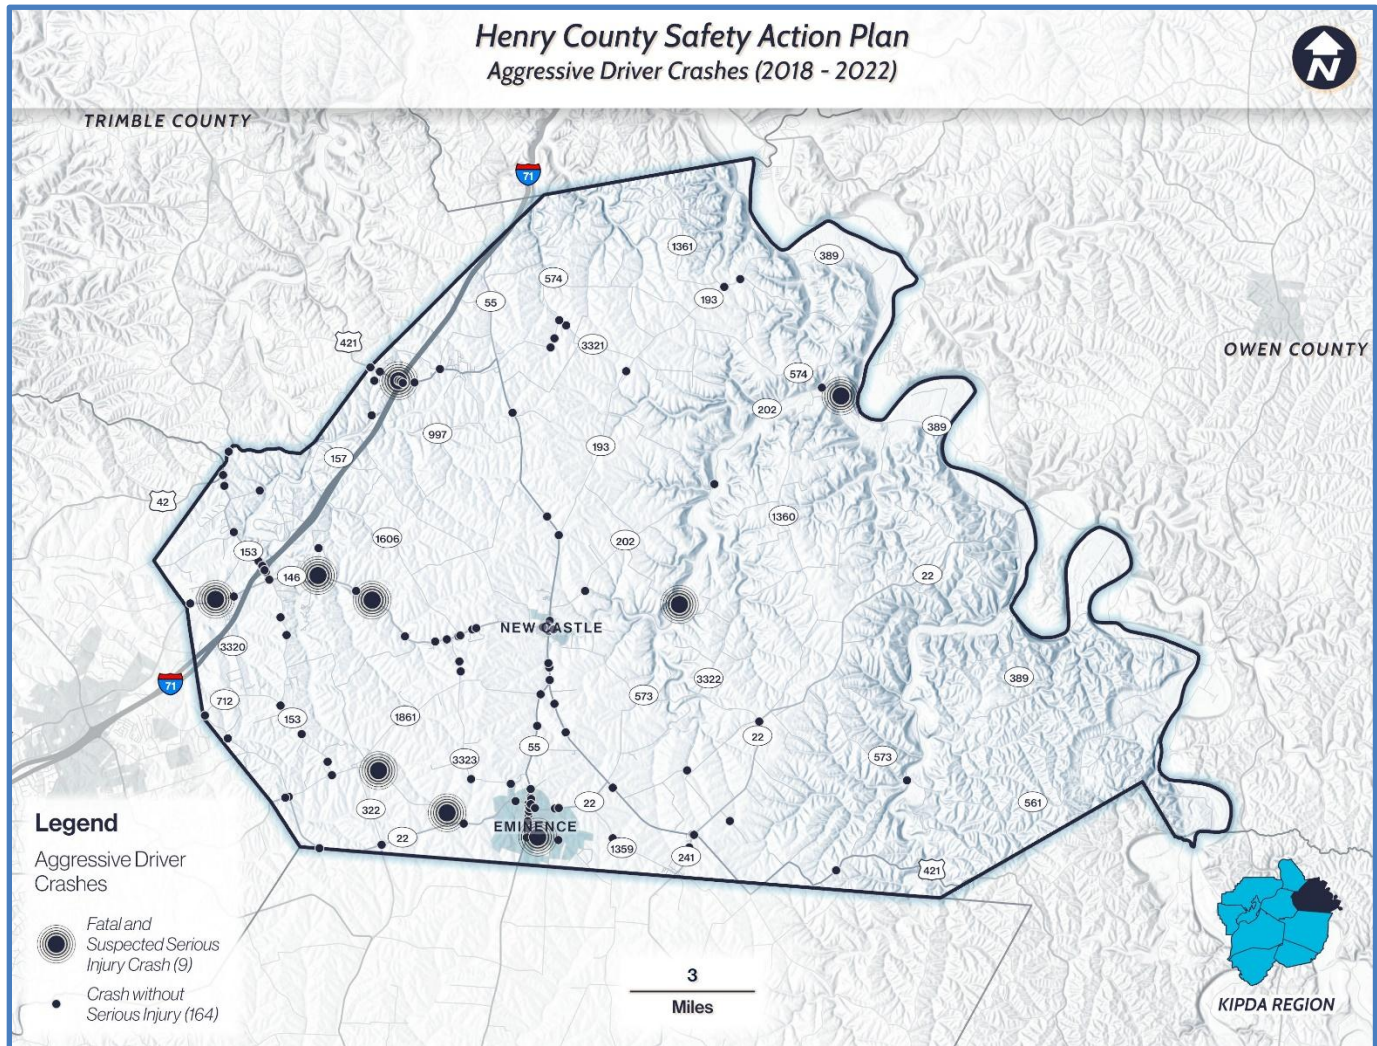 Henry County Safety Action Plan
Aggressive Driver Crashes (2018 - 2022)
N
TRIMBLE COUNTY
71
1361
389
574
193
55
421
3321
OWEN COUNTY
574
202
389
997
193
157
42
1360
1606
202
153
22
146
NEW CASTLE
3320
389
3322
71
573
712
1861
153
22
55
573
3323
561
22
322
EMINENCE
22
1359
241
421
Legend
Aggressive Driver
Crashes
Fatal and
Suspected Serious
Injury Crash (9)
Crash without
Serious Injury (164)
3
Miles
KIPDA REGION